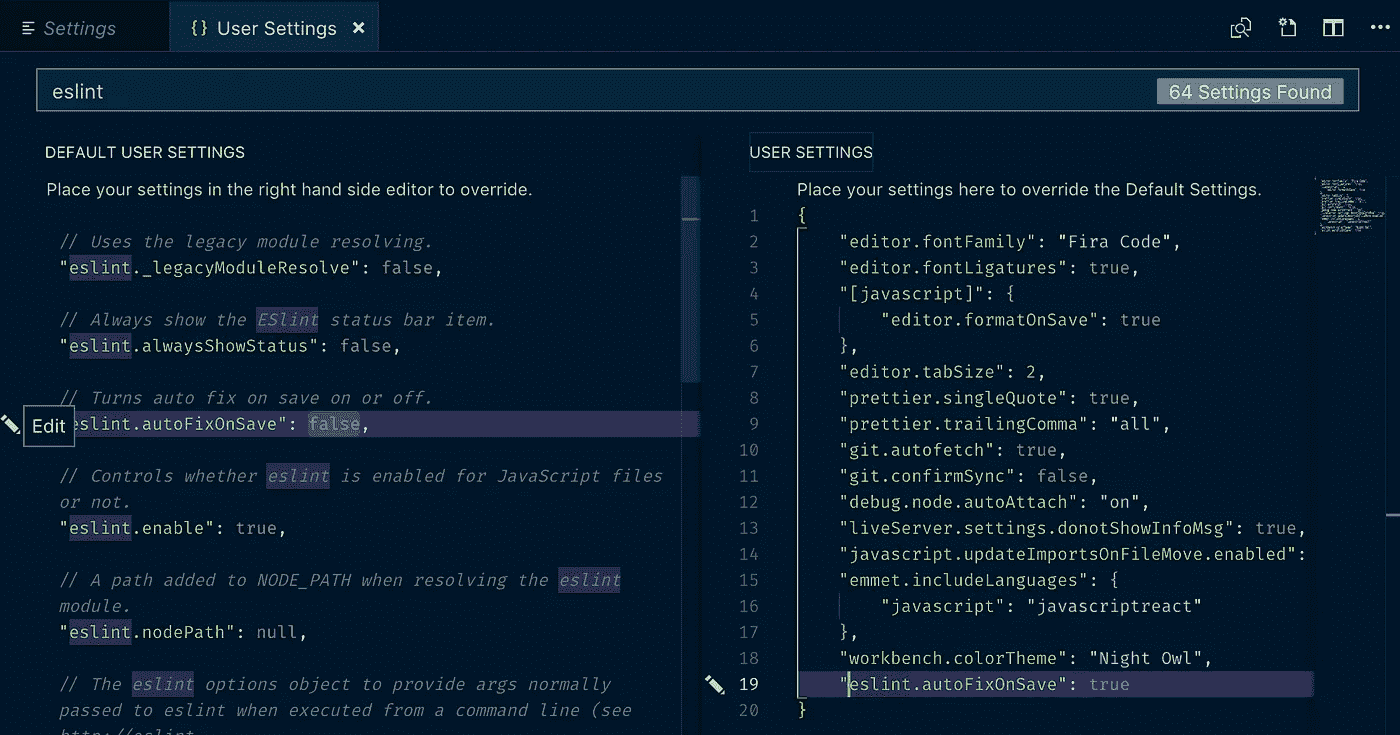 Settings
{} User Settings ×
eslint
64 Settings Found
DEFAULT USER SETTINGS
Place your settings in the right hand side editor to override.
// Uses the legacy module resolving.
"eslint._legacyModuleResolve": false,
// Always show the ESlint status bar item.
"eslint.alwaysShowStatus": false,
// Turns auto fix on save on or off.
Edit
eslint.autoFixOnSave": false,
// Controls whether eslint is enabled for JavaScript files
or not.
"eslint.enable": true,
// A path added to NODE_PATH when resolving the eslint
module.
"eslint.nodePath": null,
// The eslint options object to provide args normally
passed to eslint when executed from a command line (see
http://eslint
USER SETTINGS
Place your settings here to override the Default Settings.
1 {
2 "editor.fontFamily": "Fira Code",
3 "editor.fontLigatures": true,
4 "[javascript]": {
5 "editor.formatOnSave": true
6 },
7 "editor.tabSize": 2,
8 "prettier.singleQuote": true,
9 "prettier.trailingComma": "all",
10 "git.autofetch": true,
11 "git.confirmSync": false,
12 "debug.node.autoAttach": "on",
13 "liveServer.settings.donotShowInfoMsg": true,
14 "javascript.updateImportsOnFileMove.enabled":
15 "emmet.includeLanguages": {
16 "javascript": "javascriptreact"
17 },
18 "workbench.colorTheme": "Night Owl",
19 "eslint.autoFixOnSave": true
20 }